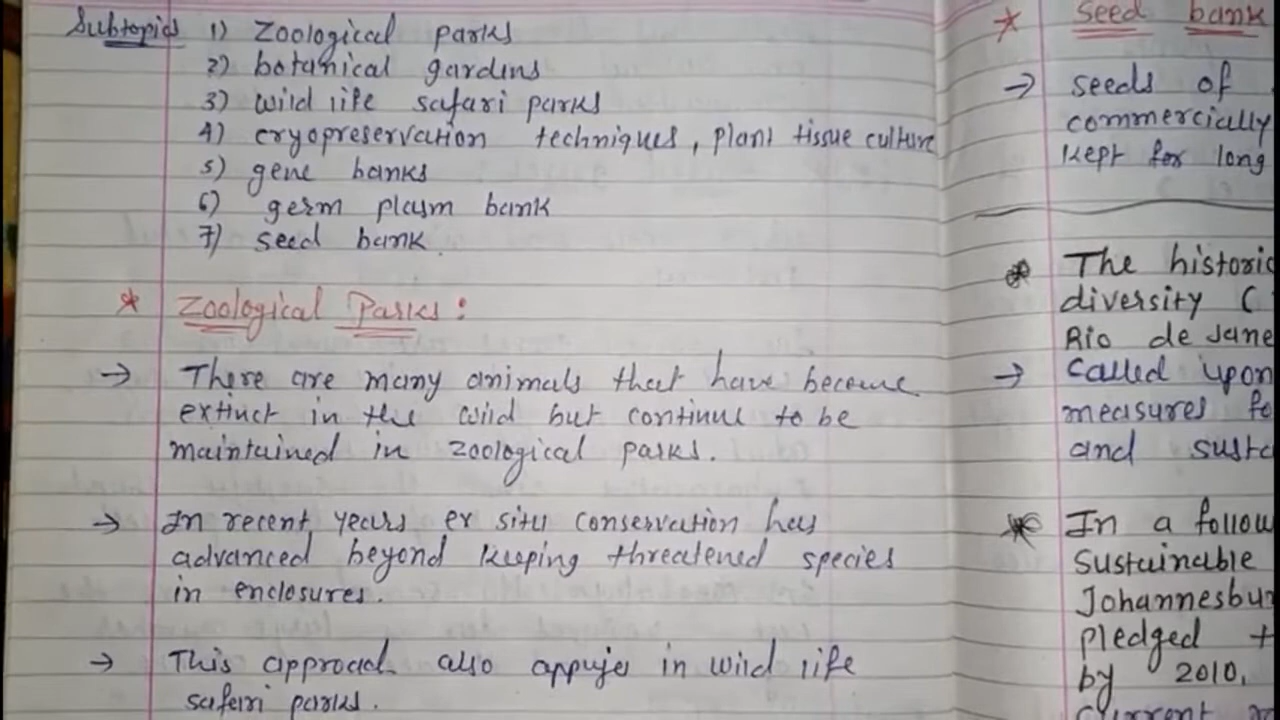 Subtopics 1) Zoological parks
2) botanical gardens
3) wild life safari parks
4) cryopreservation techniques, plant tissue culture
5) gene banks
6) germ plasm bank
7) seed bank.
* Zoological Parks:
→ There are many animals that have become
extinct in the wild but continue to be
maintained in zoological parks.
→ In recent years ex situ conservation has
advanced beyond keeping threatened species
in enclosures.
→ This approach also in wild life
safari parks.
* Seed bank
→ seeds of
commercially
kept for long
* The historic
diversity (
Rio de Jane
→ Called upon
measures fo
and susta
* In a follow
Sustainable
Johannesbur
pledged t
by 2010,
current